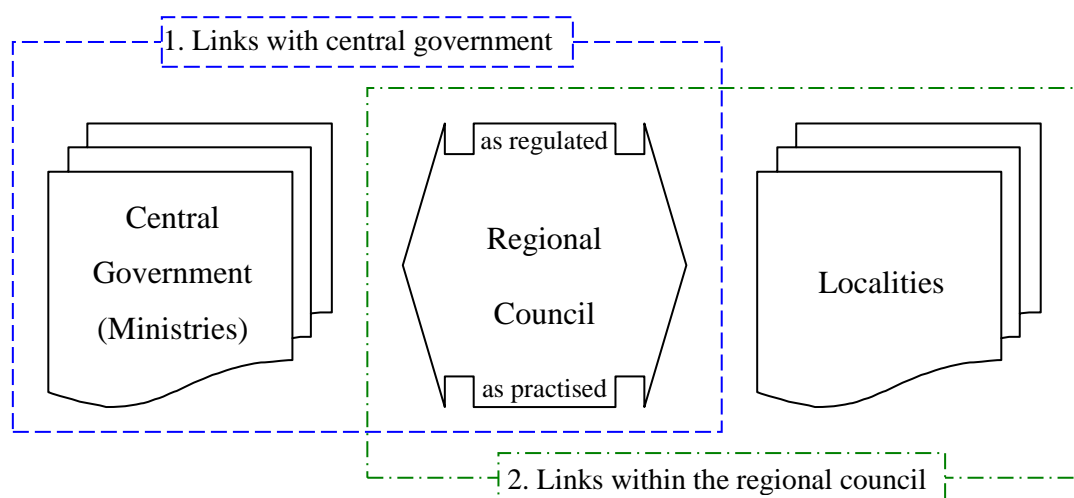 1. Links with central government
as regulated
Central
Government
(Ministries)
Regional
Council
Localities
as practised
2. Links within the regional council